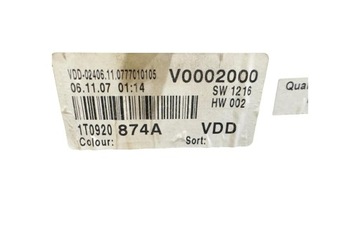 VDD-02406.11.0777010105 V0002000
06.11.07 01:14 SW 1216
HW 002
1T0920 874A VDD
Colour: Sort: